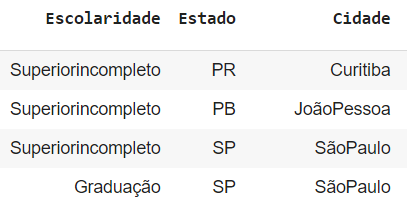 Escolaridade Estado Cidade
Superiorincompleto PR Curitiba
Superiorincompleto PB JoãoPessoa
Superiorincompleto SP SãoPaulo
Graduação SP SãoPaulo